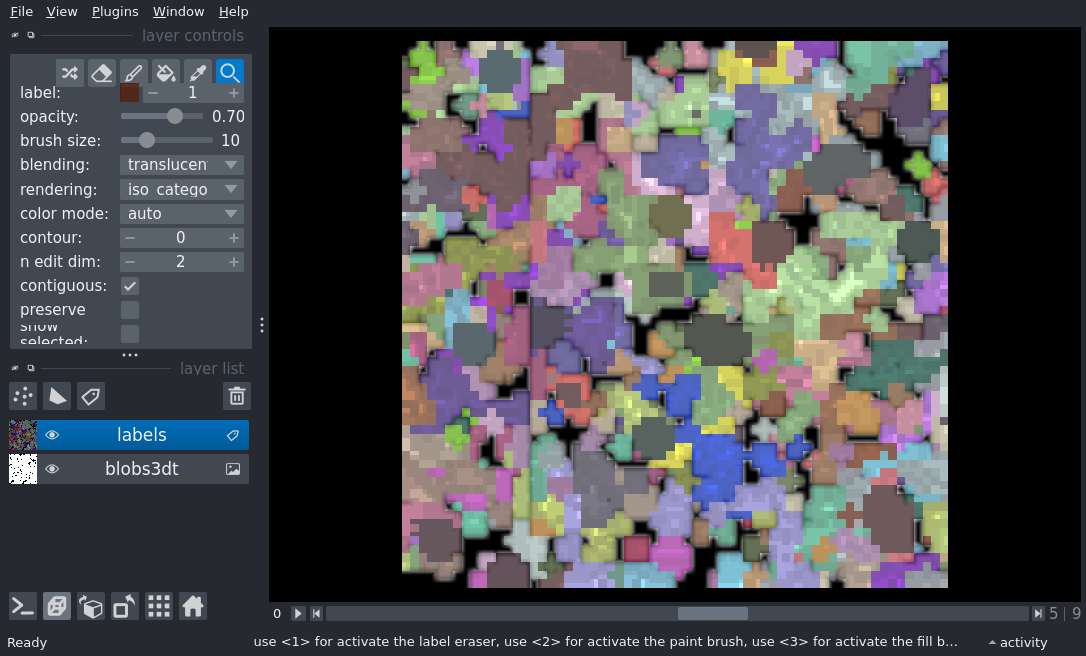 File View Plugins Window Help
layer controls
label: 1
opacity: 0.70
brush size: 10
blending: translucen
rendering: iso_catego
color mode: auto
contour: 0
n edit dim: 2
contiguous:
preserve
show
selected:
layer list
labels
blobs3dt
0 5 | 9
Ready use <1> for activate the label eraser, use <2> for activate the paint brush, use <3> for activate the fill b... activity